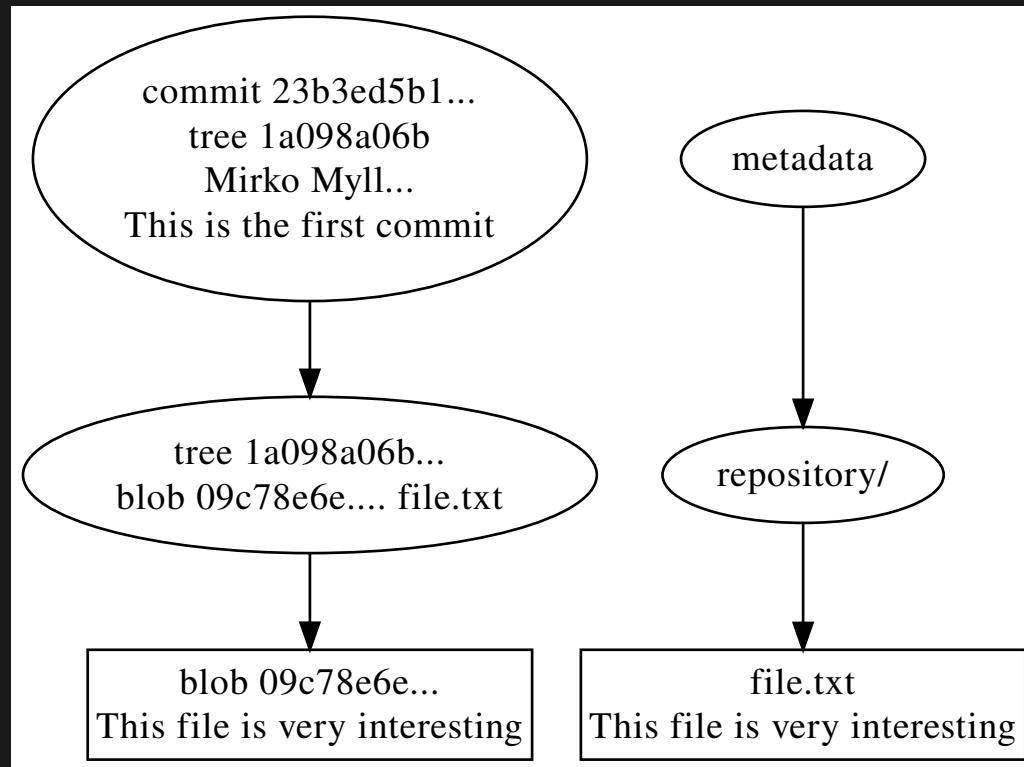 commit 23b3ed5b1...
tree 1a098a06b
Mirko Myll...
This is the first commit
metadata
tree 1a098a06b...
blob 09c78e6e.... file.txt
repository/
blob 09c78e6e...
This file is very interesting
file.txt
This file is very interesting